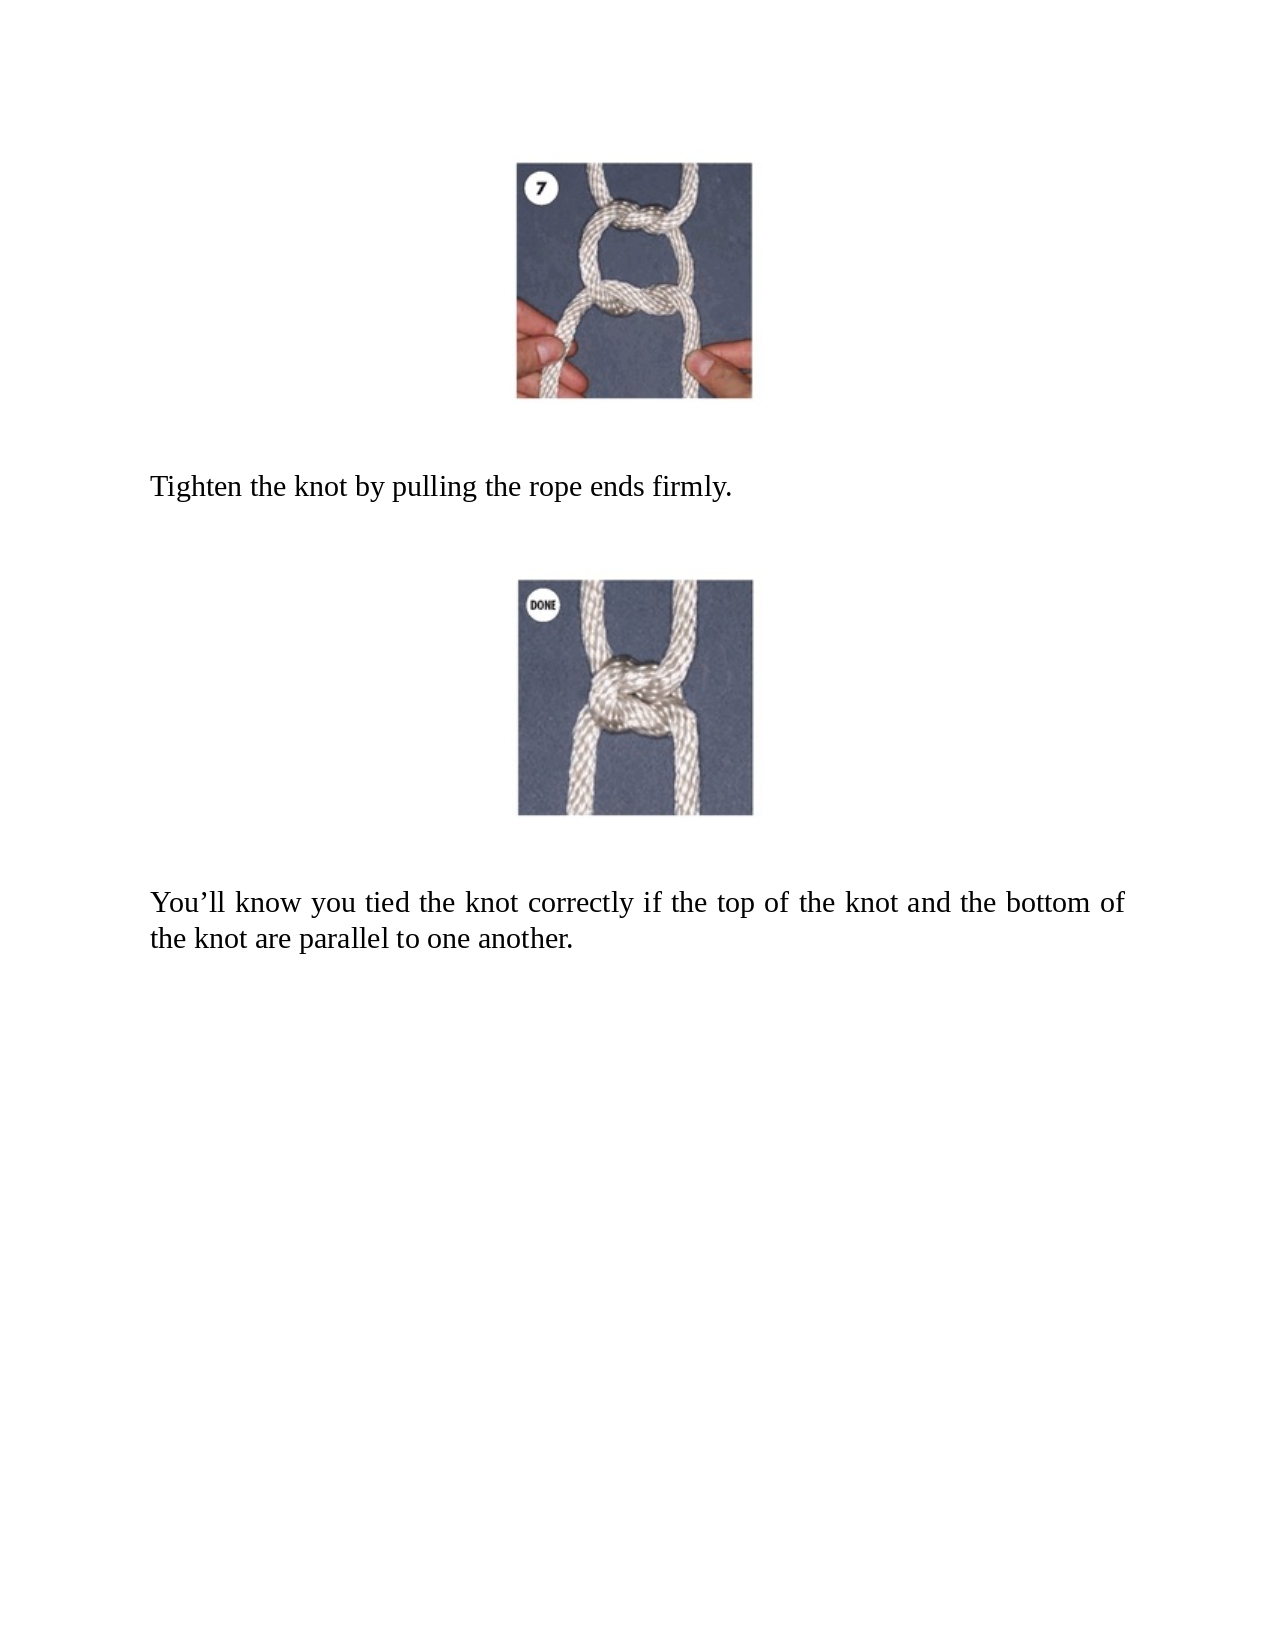 7
Tighten the knot by pulling the rope ends firmly.
DONE
You’ll know you tied the knot correctly if the top of the knot and the bottom of
the knot are parallel to one another.